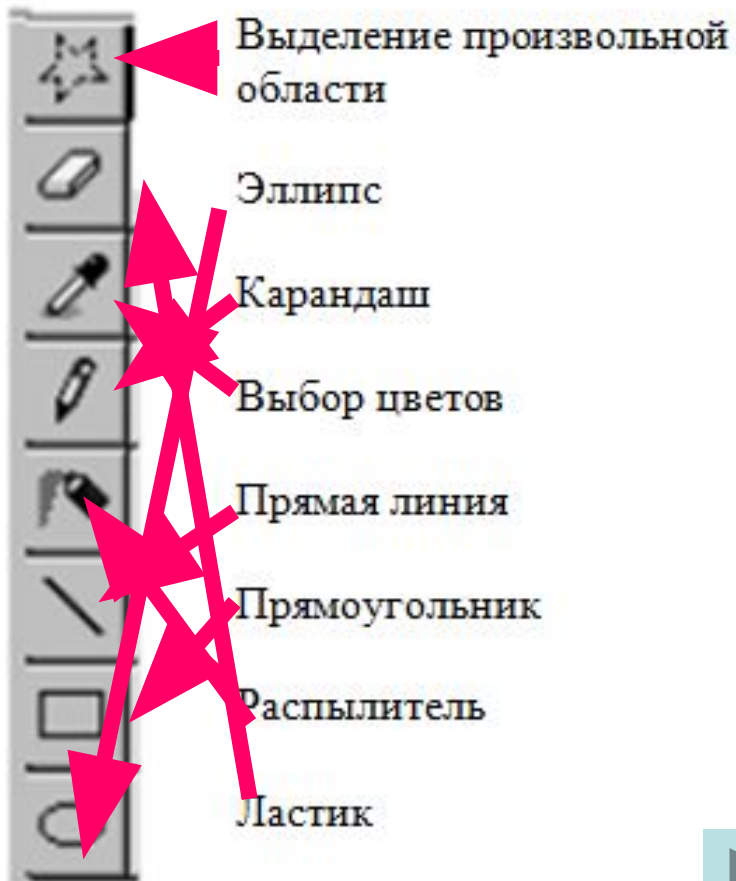 Выделение произвольной
области
Эллипс
Карандаш
Выбор цветов
Прямая линия
Прямоугольник
Распылитель
Ластик